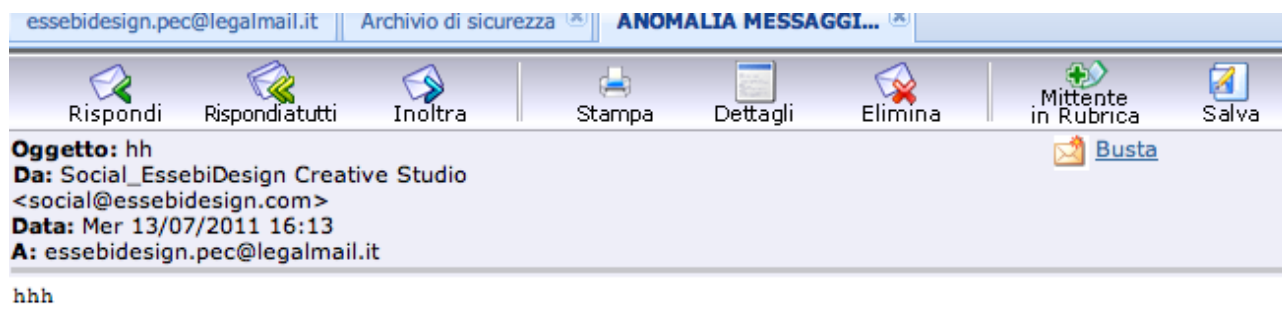 essebidesign.pec@legalmail.it Archivio di sicurezza ANOMALIA MESSAGGI...
Rispondi Rispondiatutti Inoltra Stampa Dettagli Elimina Mittente in Rubrica Salva
Oggetto: hh Busta
Da: Social_EssebiDesign Creative Studio
<social@essebidesign.com>
Data: Mer 13/07/2011 16:13
A: essebidesign.pec@legalmail.it
hhh